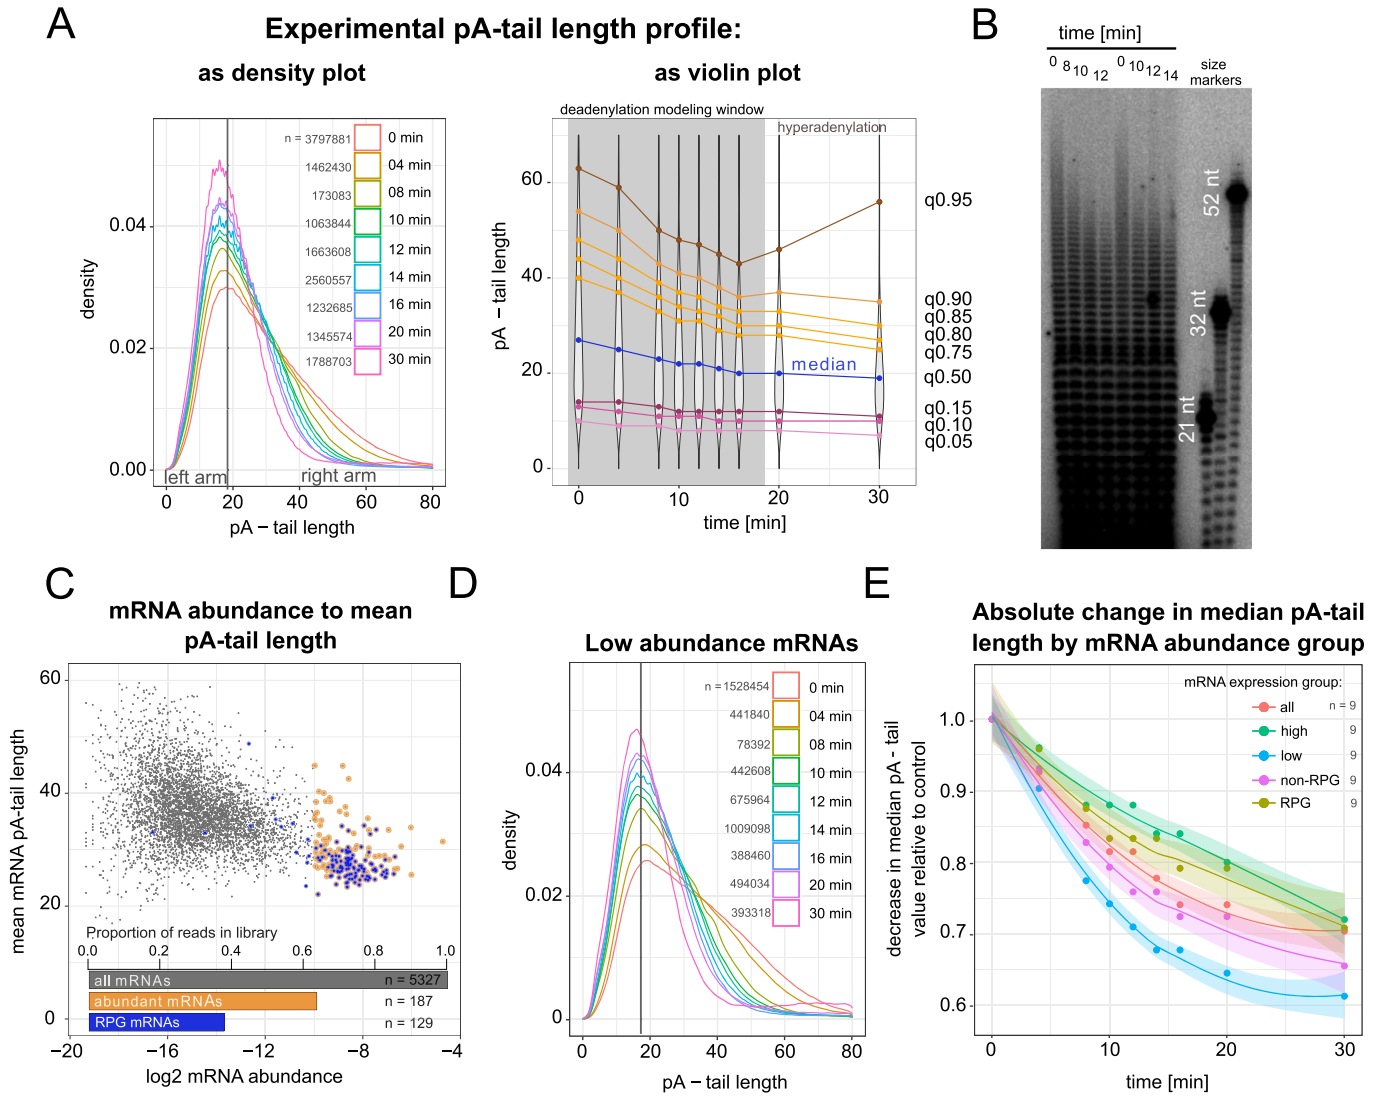 A
Experimental pA-tail length profile:
as density plot
as violin plot
density
0.04
0.02
0.00
n = 3797881 0 min
1462430 04 min
173083 08 min
1063844 10 min
1663608 12 min
2560557 14 min
1232685 16 min
1345574 20 min
1788703 30 min
left arm
right arm
0 20 40 60 80
pA – tail length
deadenylation modeling window
hyperadenylation
pA – tail length
60
40
20
0
median
q0.95
q0.90
q0.85
q0.80
q0.75
q0.50
q0.15
q0.10
q0.05
0 10 20 30
time [min]
B
time [min]
0 8 10 12 0 10 12 14
size
markers
52 nt
32 nt
21 nt
C
mRNA abundance to mean
pA-tail length
mean mRNA pA-tail length
60
40
20
0
Proportion of reads in library
0.0 0.2 0.4 0.6 0.8 1.0
all mRNAs n = 5327
abundant mRNAs n = 187
RPG mRNAs n = 129
−20 −16 −12 −8 −4
log2 mRNA abundance
D
Low abundance mRNAs
density
0.04
0.02
0
n = 1528454 0 min
441840 04 min
78392 08 min
442608 10 min
675964 12 min
1009098 14 min
388460 16 min
494034 20 min
393318 30 min
0 20 40 60 80
pA – tail length
E
Absolute change in median pA-tail
length by mRNA abundance group
decrease in median pA - tail
value relative to control
1.0
0.9
0.8
0.7
0.6
mRNA expression group:
all n = 9
high 9
low 9
non-RPG 9
RPG 9
0 10 20 30
time [min]